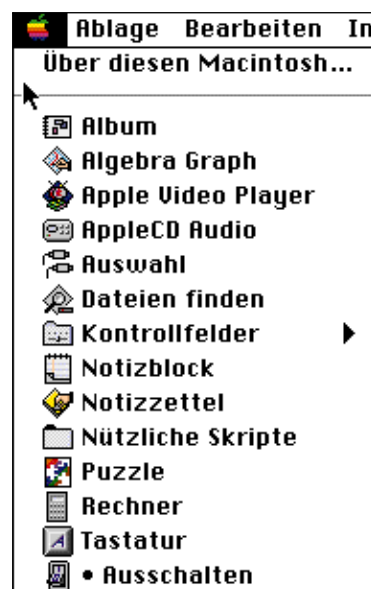 Ablage Bearbeiten In
Über diesen Macintosh...
Album
Algebra Graph
Apple Video Player
AppleCD Audio
Auswahl
Dateien finden
Kontrollfelder
Notizblock
Notizzettel
Nützliche Skripte
Puzzle
Rechner
Tastatur
• Ausschalten